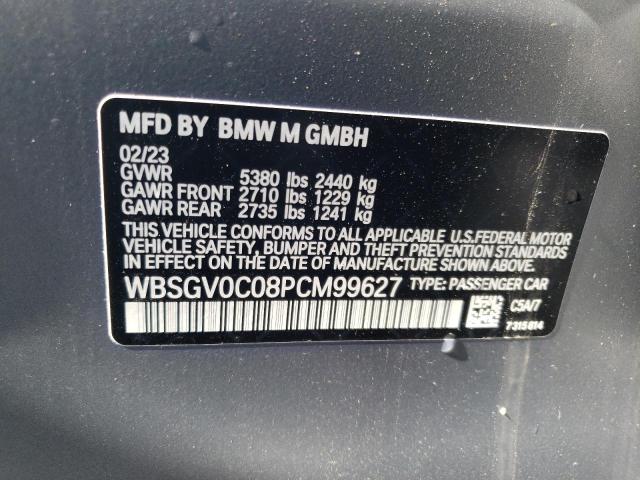 MFD BY BMW M GMBH
02/23
GVWR 5380 lbs 2440 kg
GAWR FRONT 2710 lbs 1229 kg
GAWR REAR 2735 lbs 1241 kg
THIS VEHICLE CONFORMS TO ALL APPLICABLE U.S.FEDERAL MOTOR
VEHICLE SAFETY, BUMPER AND THEFT PREVENTION STANDARDS
IN EFFECT ON THE DATE OF MANUFACTURE SHOWN ABOVE.
WBSGV0C08PCM99627 TYPE: PASSENGER CAR
C5A/7
7315814